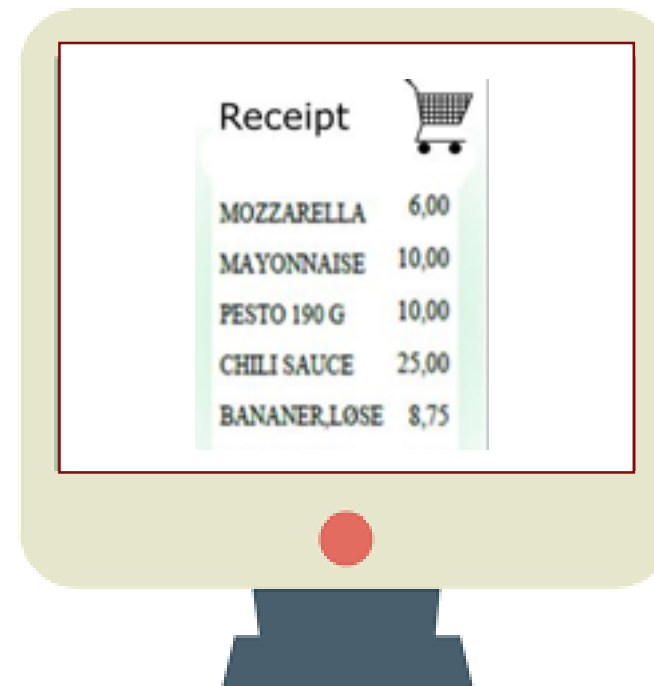 Receipt
MOZZARELLA 6,00
MAYONNAISE 10,00
PESTO 190 G 10,00
CHILI SAUCE 25,00
BANANER,LØSE 8,75